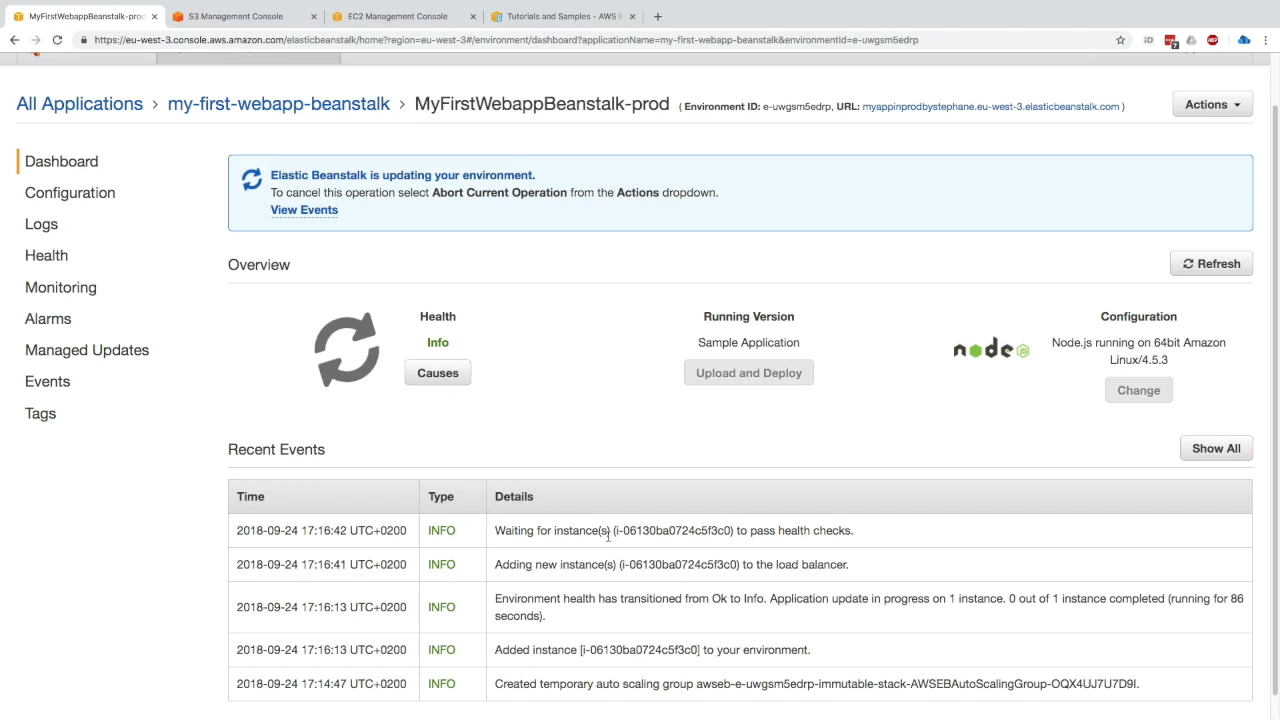 MyFirstWebappBeanstalk-prod
S3 Management Console
EC2 Management Console
Tutorials and Samples - AWS E
https://eu-west-3.console.aws.amazon.com/elasticbeanstalk/home?region=eu-west-3#/environment/dashboard?applicationName=my-first-webapp-beanstalk&environmentId=e-uwgsm5edrp
All Applications › my-first-webapp-beanstalk › MyFirstWebappBeanstalk-prod ( Environment ID: e-uwgsm5edrp, URL: myappinprodbystephane.eu-west-3.elasticbeanstalk.com )
Actions
Dashboard
Configuration
Logs
Health
Monitoring
Alarms
Managed Updates
Events
Tags
Elastic Beanstalk is updating your environment.
To cancel this operation select Abort Current Operation from the Actions dropdown.
View Events
Overview
Refresh
Health
Info
Causes
Running Version
Sample Application
Upload and Deploy
node JS
Configuration
Node.js running on 64bit Amazon
Linux/4.5.3
Change
Recent Events
Show All
Time Type Details
2018-09-24 17:16:42 UTC+0200 INFO Waiting for instance(s) (i-06130ba0724c5f3c0) to pass health checks.
2018-09-24 17:16:41 UTC+0200 INFO Adding new instance(s) (i-06130ba0724c5f3c0) to the load balancer.
2018-09-24 17:16:13 UTC+0200 INFO Environment health has transitioned from Ok to Info. Application update in progress on 1 instance. 0 out of 1 instance completed (running for 86
seconds).
2018-09-24 17:16:13 UTC+0200 INFO Added instance [i-06130ba0724c5f3c0] to your environment.
2018-09-24 17:14:47 UTC+0200 INFO Created temporary auto scaling group awseb-e-uwgsm5edrp-immutable-stack-AWSEBAutoScalingGroup-OQX4UJ7U7D9I.